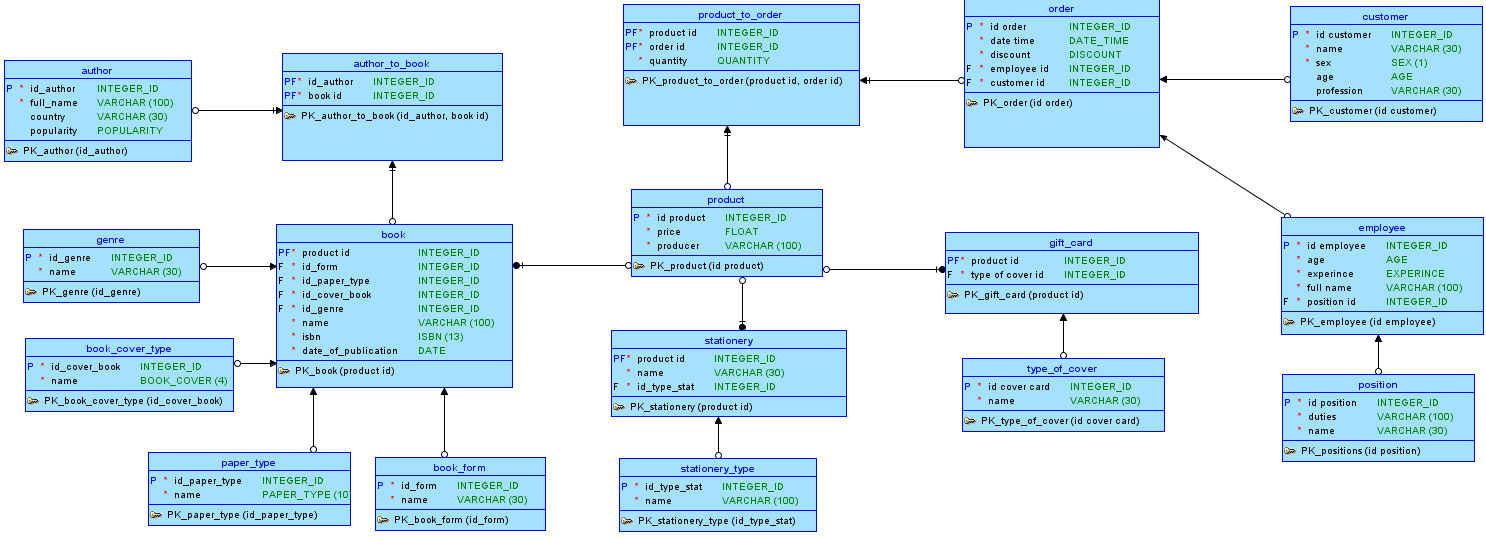 author
P * id_author INTEGER_ID
* full_name VARCHAR (100)
country VARCHAR (30)
popularity POPULARITY
PK_author (id_author)
author_to_book
PF* id_author INTEGER_ID
PF* book id INTEGER_ID
PK_author_to_book (id_author, book id)
product_to_order
PF* product id INTEGER_ID
PF* order id INTEGER_ID
* quantity QUANTITY
PK_product_to_order (product id, order id)
order
P * id order INTEGER_ID
* date time DATE_TIME
* discount DISCOUNT
F * employee id INTEGER_ID
F * customer id INTEGER_ID
PK_order (id order)
customer
P * id customer INTEGER_ID
* name VARCHAR (30)
* sex SEX (1)
age AGE
profession VARCHAR (30)
PK_customer (id customer)
genre
P * id_genre INTEGER_ID
* name VARCHAR (30)
PK_genre (id_genre)
book
PF* product id INTEGER_ID
F * id_form INTEGER_ID
F * id_paper_type INTEGER_ID
F * id_cover_book INTEGER_ID
F * id_genre INTEGER_ID
* name VARCHAR (100)
* isbn ISBN (13)
* date_of_publication DATE
PK_book (product id)
product
P * id product INTEGER_ID
* price FLOAT
* producer VARCHAR (100)
PK_product (id product)
gift_card
PF* product id INTEGER_ID
F * type of cover id INTEGER_ID
PK_gift_card (product id)
employee
P * id employee INTEGER_ID
* age AGE
* experince EXPERINCE
* full name VARCHAR (100)
F * position id INTEGER_ID
PK_employee (id employee)
book_cover_type
P * id_cover_book INTEGER_ID
* name BOOK_COVER (4)
PK_book_cover_type (id_cover_book)
stationery
PF* product id INTEGER_ID
* name VARCHAR (30)
F * id_type_stat INTEGER_ID
PK_stationery (product id)
type_of_cover
P * id cover card INTEGER_ID
* name VARCHAR (30)
PK_type_of_cover (id cover card)
position
P * id position INTEGER_ID
* duties VARCHAR (100)
* name VARCHAR (30)
PK_positions (id position)
paper_type
P * id_paper_type INTEGER_ID
* name PAPER_TYPE (10
PK_paper_type (id_paper_type)
book_form
P * id_form INTEGER_ID
* name VARCHAR (30)
PK_book_form (id_form)
stationery_type
P * id_type_stat INTEGER_ID
* name VARCHAR (100)
PK_stationery_type (id_type_stat)